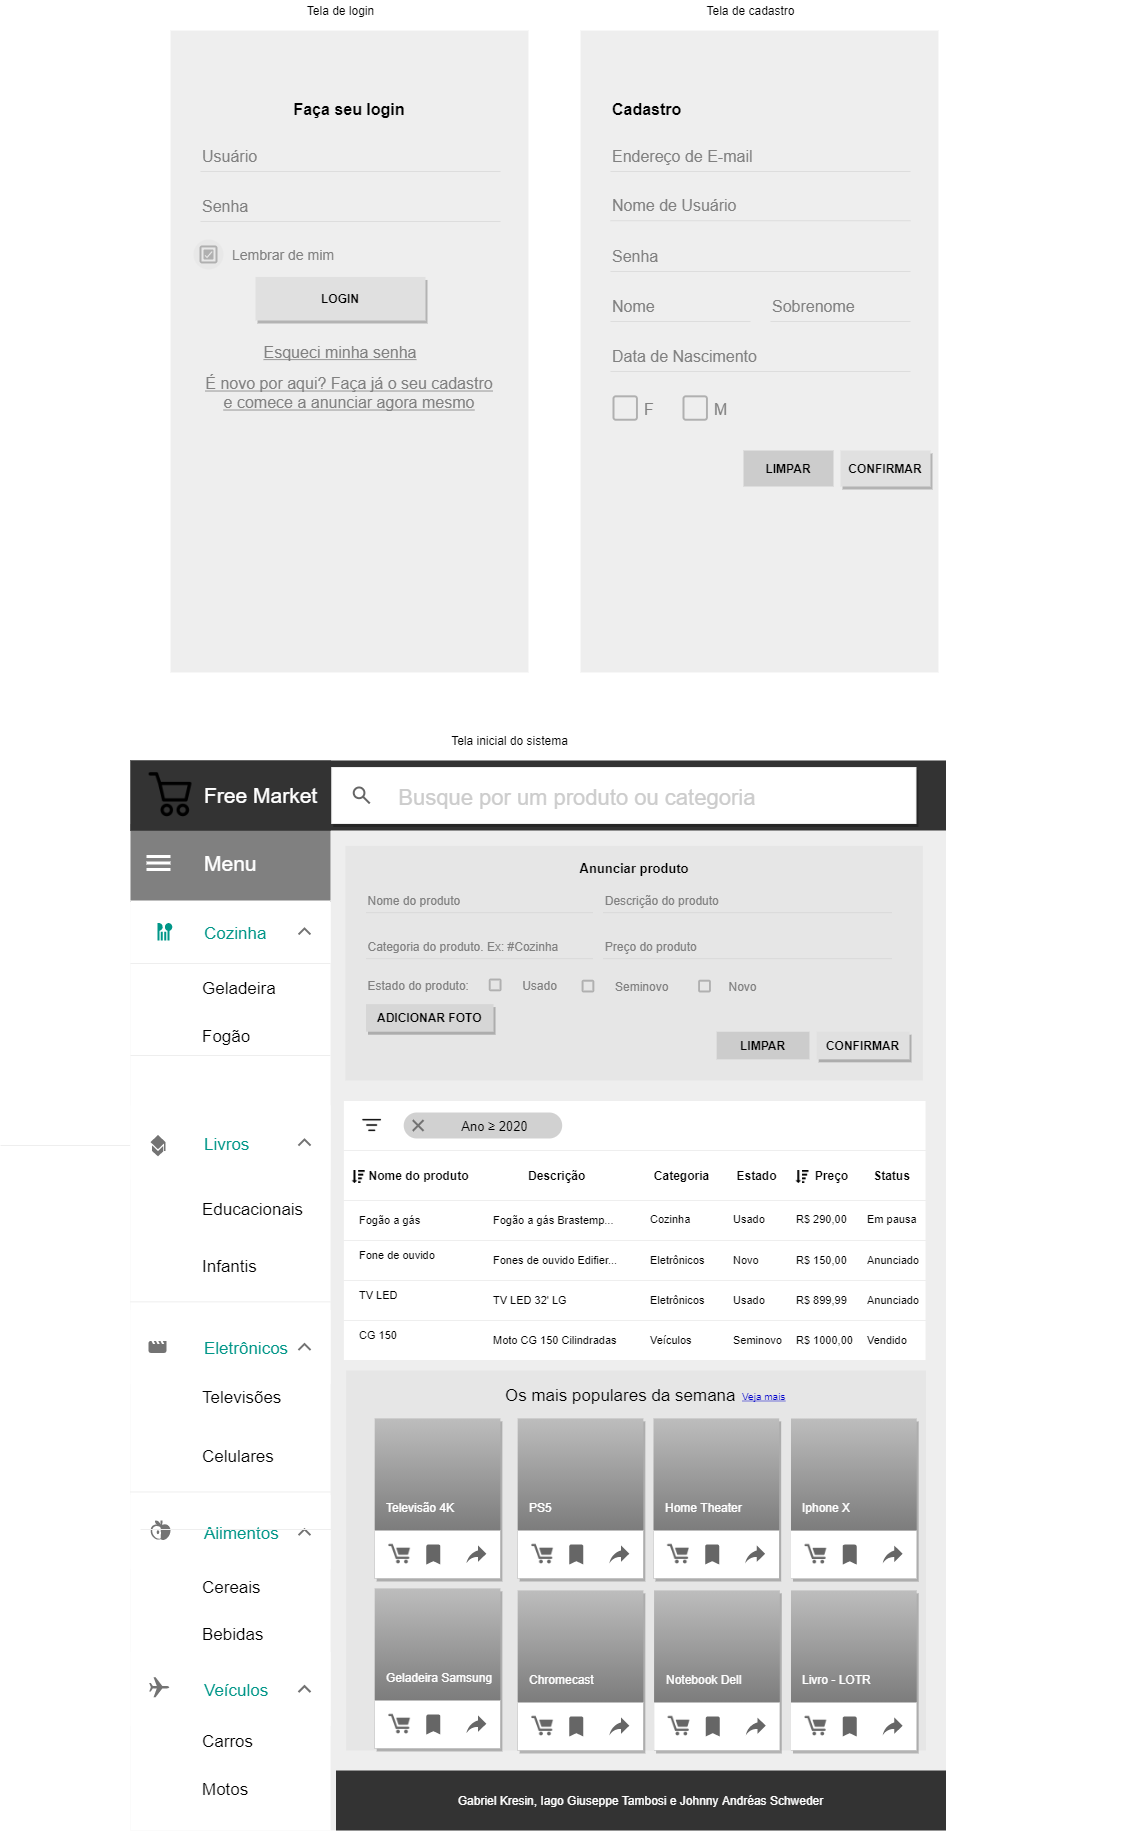 Tela de login
Faça seu login
Usuário
Senha
Lembrar de mim
LOGIN
Esqueci minha senha
É novo por aqui? Faça já o seu cadastro
e comece a anunciar agora mesmo
Tela de cadastro
Cadastro
Endereço de E-mail
Nome de Usuário
Senha
Nome Sobrenome
Data de Nascimento
F M
LIMPAR CONFIRMAR
Tela inicial do sistema
Free Market
Busque por um produto ou categoria
Menu
Cozinha
Geladeira
Fogão
Livros
Educacionais
Infantis
Eletrônicos
Televisões
Celulares
Alimentos
Cereais
Bebidas
Veículos
Carros
Motos
Anunciar produto
Nome do produto Descrição do produto
Categoria do produto. Ex: #Cozinha Preço do produto
Estado do produto: Usado Seminovo Novo
ADICIONAR FOTO
LIMPAR CONFIRMAR
Ano ≥ 2020
Nome do produto Descrição Categoria Estado Preço Status
Fogão a gás Fogão a gás Brastemp... Cozinha Usado R$ 290,00 Em pausa
Fone de ouvido Fones de ouvido Edifier... Eletrônicos Novo R$ 150,00 Anunciado
TV LED TV LED 32' LG Eletrônicos Usado R$ 899,99 Anunciado
CG 150 Moto CG 150 Cilindradas Veículos Seminovo R$ 1000,00 Vendido
Os mais populares da semana Veja mais
Televisão 4K PS5 Home Theater Iphone X
Geladeira Samsung Chromecast Notebook Dell Livro - LOTR
Gabriel Kresin, Iago Giuseppe Tambosi e Johnny Andréas Schweder